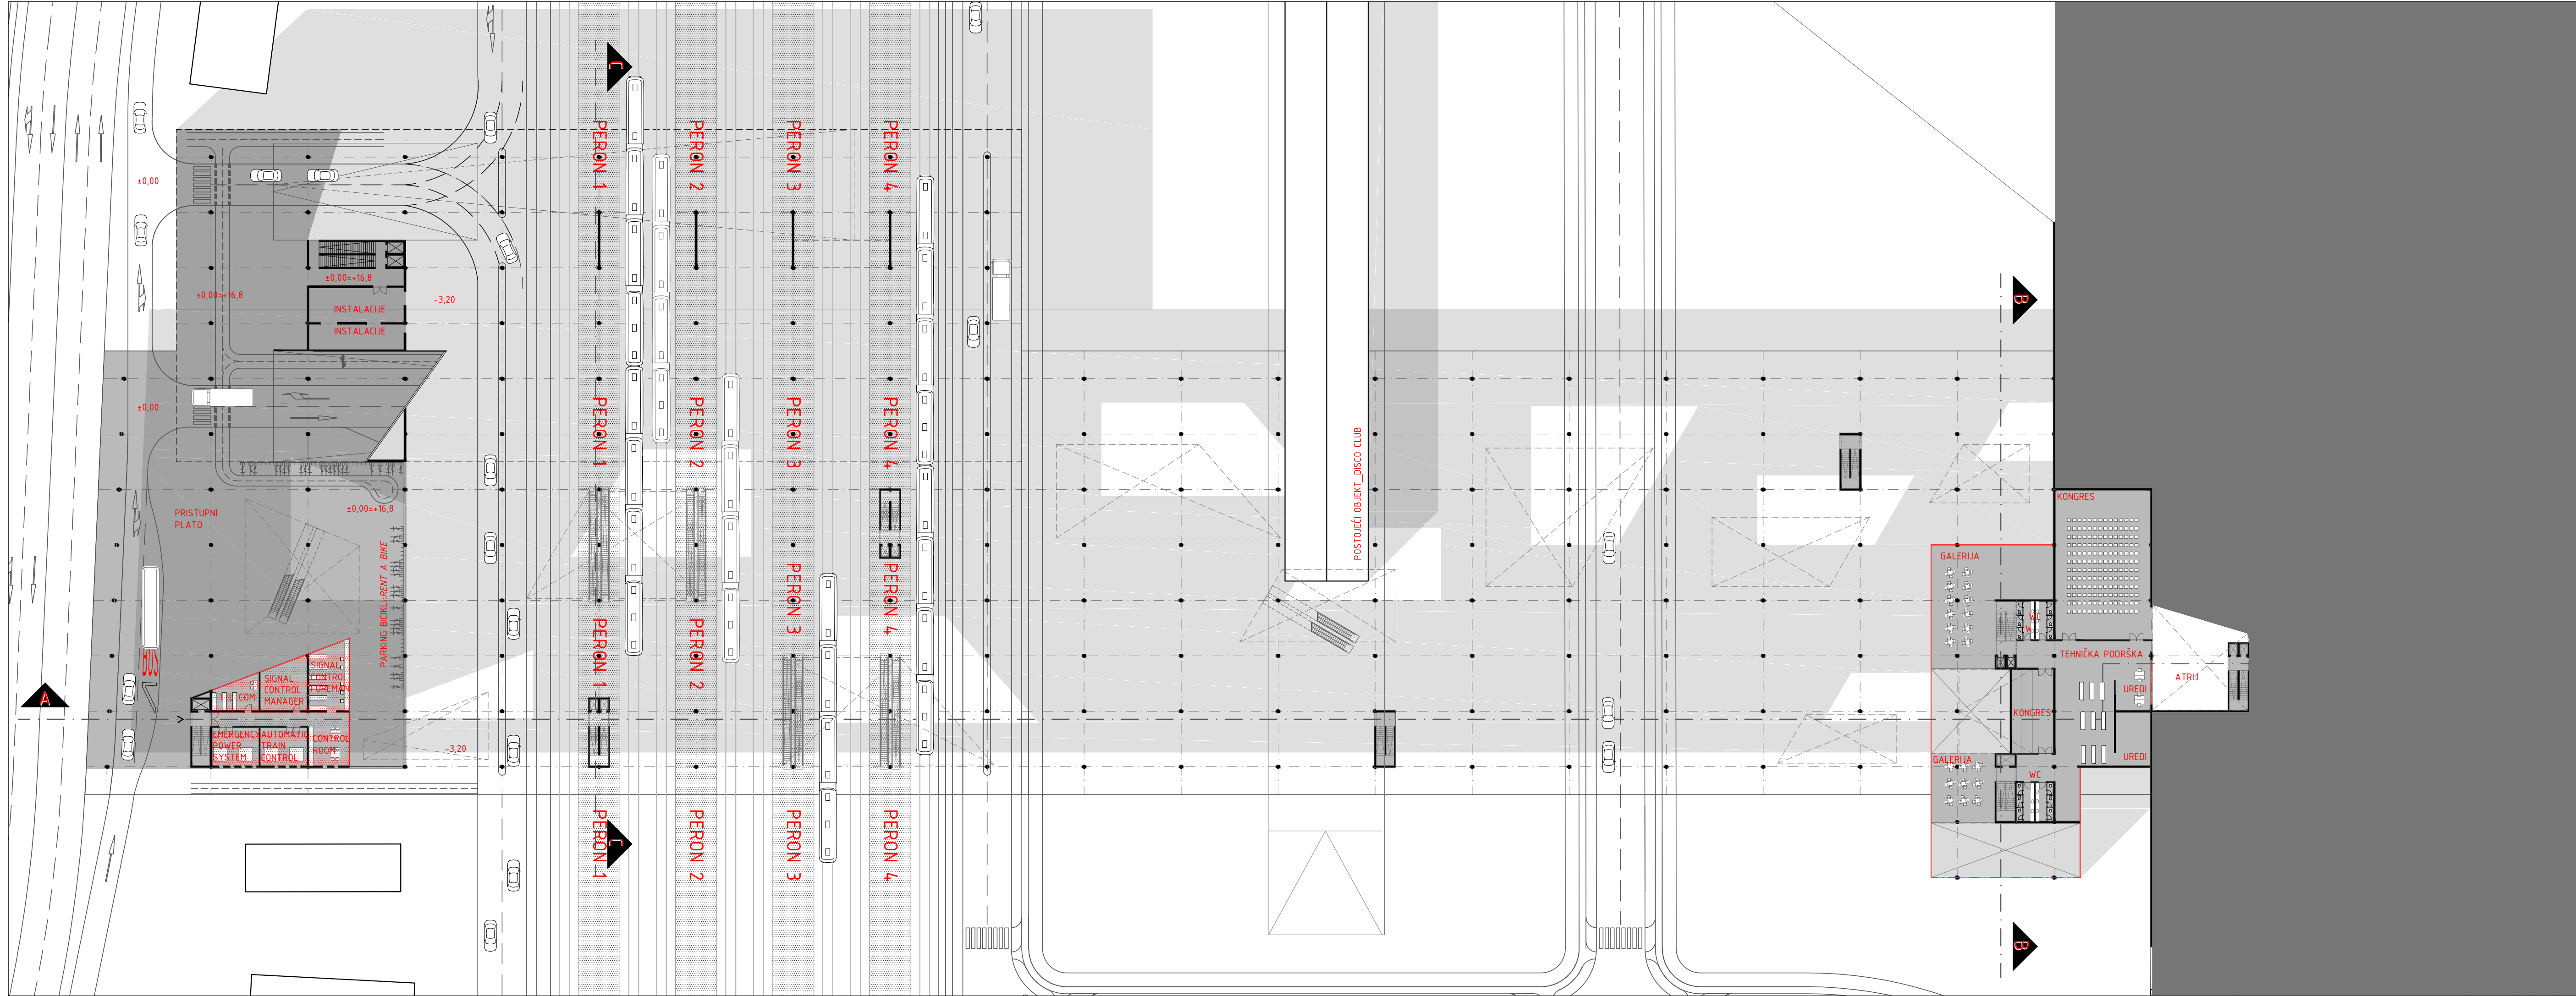 C
PERON 1
PERON 2
PERON 3
PERON 4
±0,00
±0,00=+16,8
±0,00=+16,8
-3,20
INSTALACIJE
INSTALACIJE
B
±0,00
PERON 1
PERON 2
PERON 3
PERON 4
POSTOJEĆI OBJEKT_DISCO CLUB
KONGRES
±0,00=+16,8
PRISTUPNI
PLATO
PARKING BICIKLI RENT A BIKE
GALERIJA
PERON 3
PERON 4
PERON 1
PERON 2
WC
BUS
SIGNAL
CONTROL
FOREMAN
SIGNAL
CONTROL
MANAGER
COM
TEHNIČKA PODRŠKA
ATRIJ
UREDI
A
KONGRES
EMERGENCY
POWER
SYSTEM
AUTOMATIC
TRAIN
CONTROL
CONTROL
ROOM
-3,20
GALERIJA
UREDI
WC
C
PERON 1
PERON 2
PERON 3
PERON 4
B